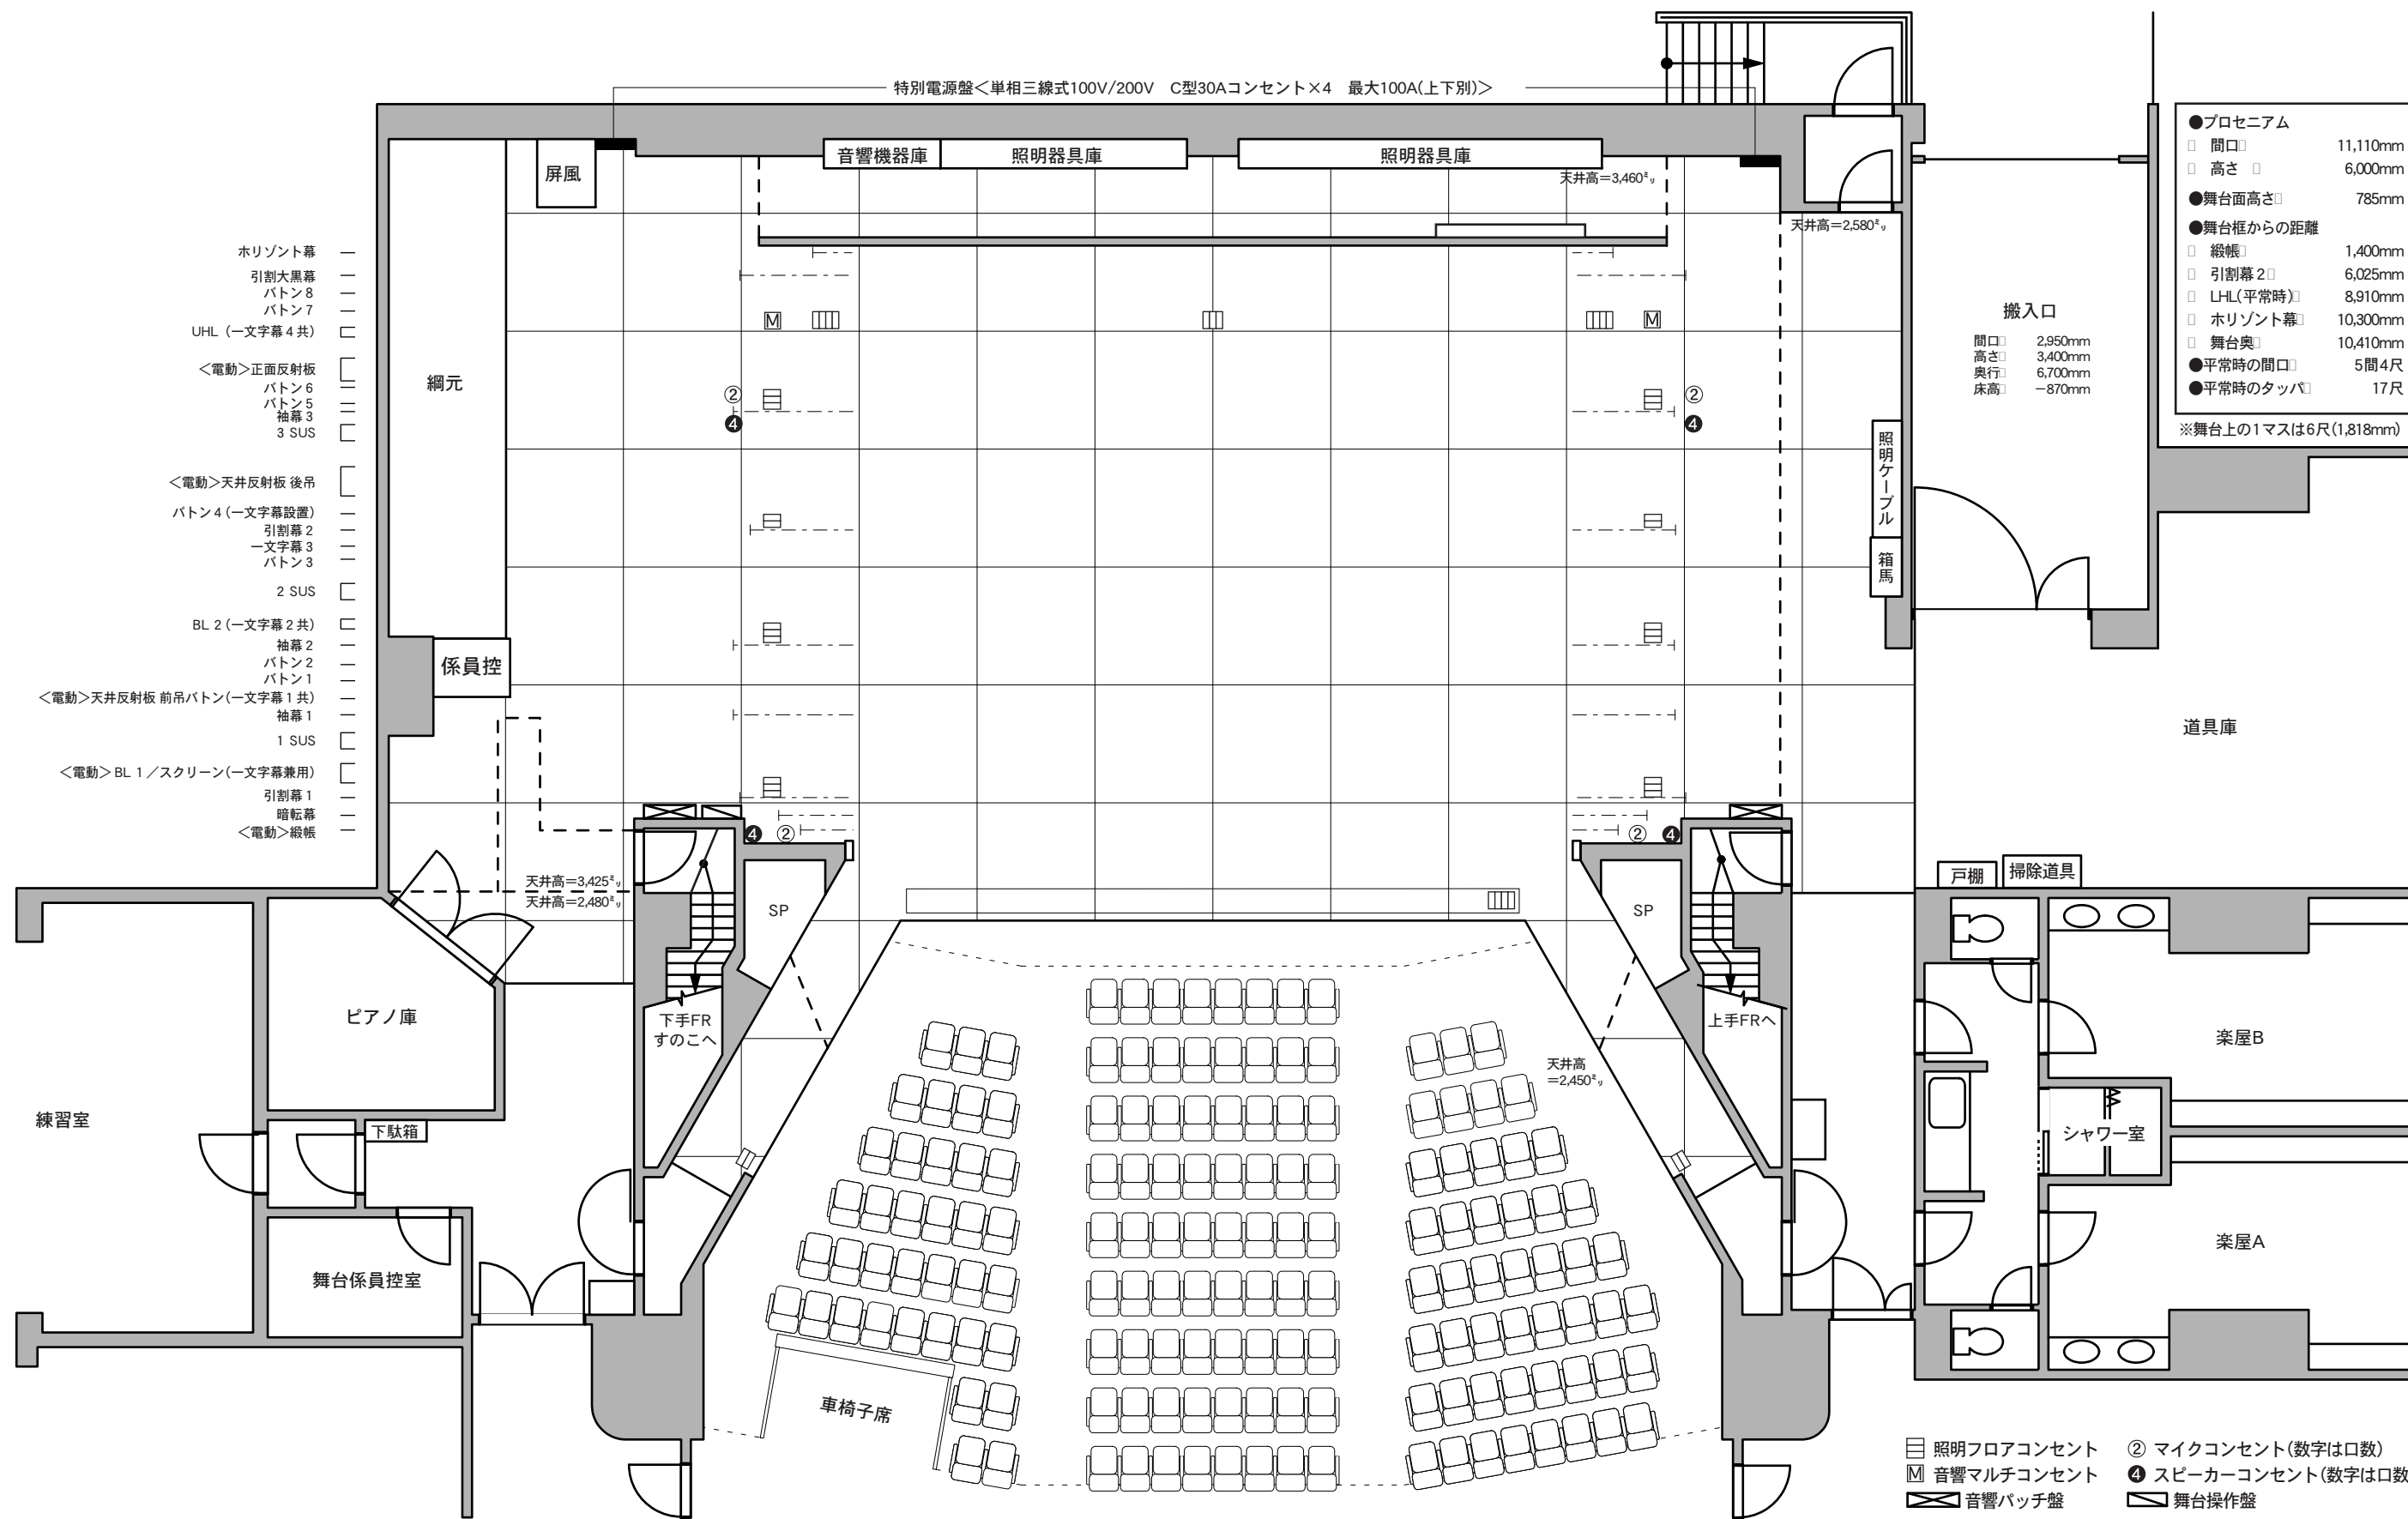 特別電源盤＜単相三線式100V/200V　C型30Aコンセント×4　最大100A(上下別)＞
屏風
音響機器庫
照明器具庫
照明器具庫
天井高=3,460㍉
天井高=2,580㍉
●プロセニアム
間口 11,110mm
高さ 6,000mm
●舞台面高さ 785mm
●舞台框からの距離
緞帳 1,400mm
引割幕2 6,025mm
LHL(平常時) 8,910mm
ホリゾント幕 10,300mm
舞台奥 10,410mm
●平常時の間口 5間4尺
●平常時のタッパ 17尺
※舞台上の1マスは6尺(1,818mm)
搬入口
間口 2,950mm
高さ 3,400mm
奥行 6,700mm
床高 −870mm
ホリゾント幕
引割大黒幕
バトン8
バトン7
UHL（一文字幕4共）
＜電動＞正面反射板
バトン6
バトン5
袖幕3
3 SUS
＜電動＞天井反射板 後吊
バトン4（一文字幕設置）
引割幕2
一文字幕3
バトン3
2 SUS
BL 2（一文字幕2共）
袖幕2
バトン2
バトン1
＜電動＞天井反射板 前吊バトン（一文字幕1共）
袖幕1
1 SUS
＜電動＞BL 1／スクリーン（一文字幕兼用）
引割幕1
暗転幕
＜電動＞緞帳
綱元
係員控
M
M
②
❹
②
❹
照明ケーブル
箱馬
道具庫
❹ ②
② ❹
戸棚
掃除道具
天井高=3,425㍉
天井高=2,480㍉
SP
SP
下手FR
すのこへ
上手FRへ
天井高
=2,450㍉
ピアノ庫
練習室
下駄箱
舞台係員控室
車椅子席
楽屋B
シャワー室
楽屋A
照明フロアコンセント
M 音響マルチコンセント
音響パッチ盤
② マイクコンセント(数字は口数)
❹ スピーカーコンセント(数字は口数
舞台操作盤